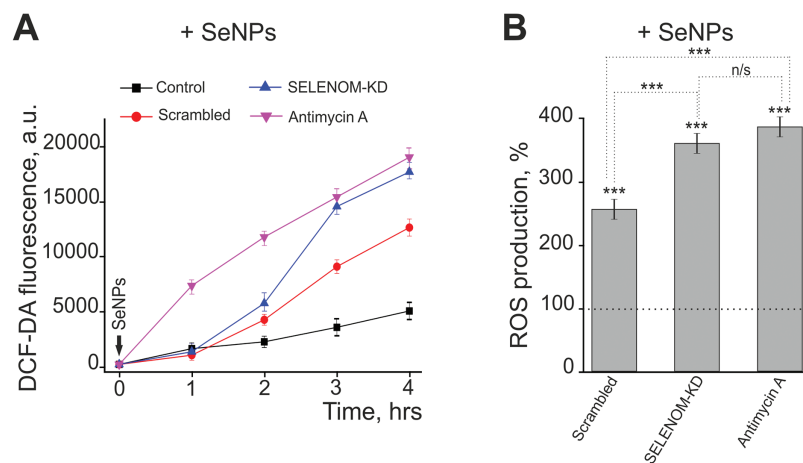 A
+ SeNPs
Control
SELENOM-KD
Scrambled
Antimycin A
DCF-DA fluorescence, a.u.
20000
15000
10000
5000
0
SeNPs
0 1 2 3 4
Time, hrs
B
+ SeNPs
***
n/s
***
***
***
***
ROS production, %
400
300
200
100
0
Scrambled
SELENOM-KD
Antimycin A